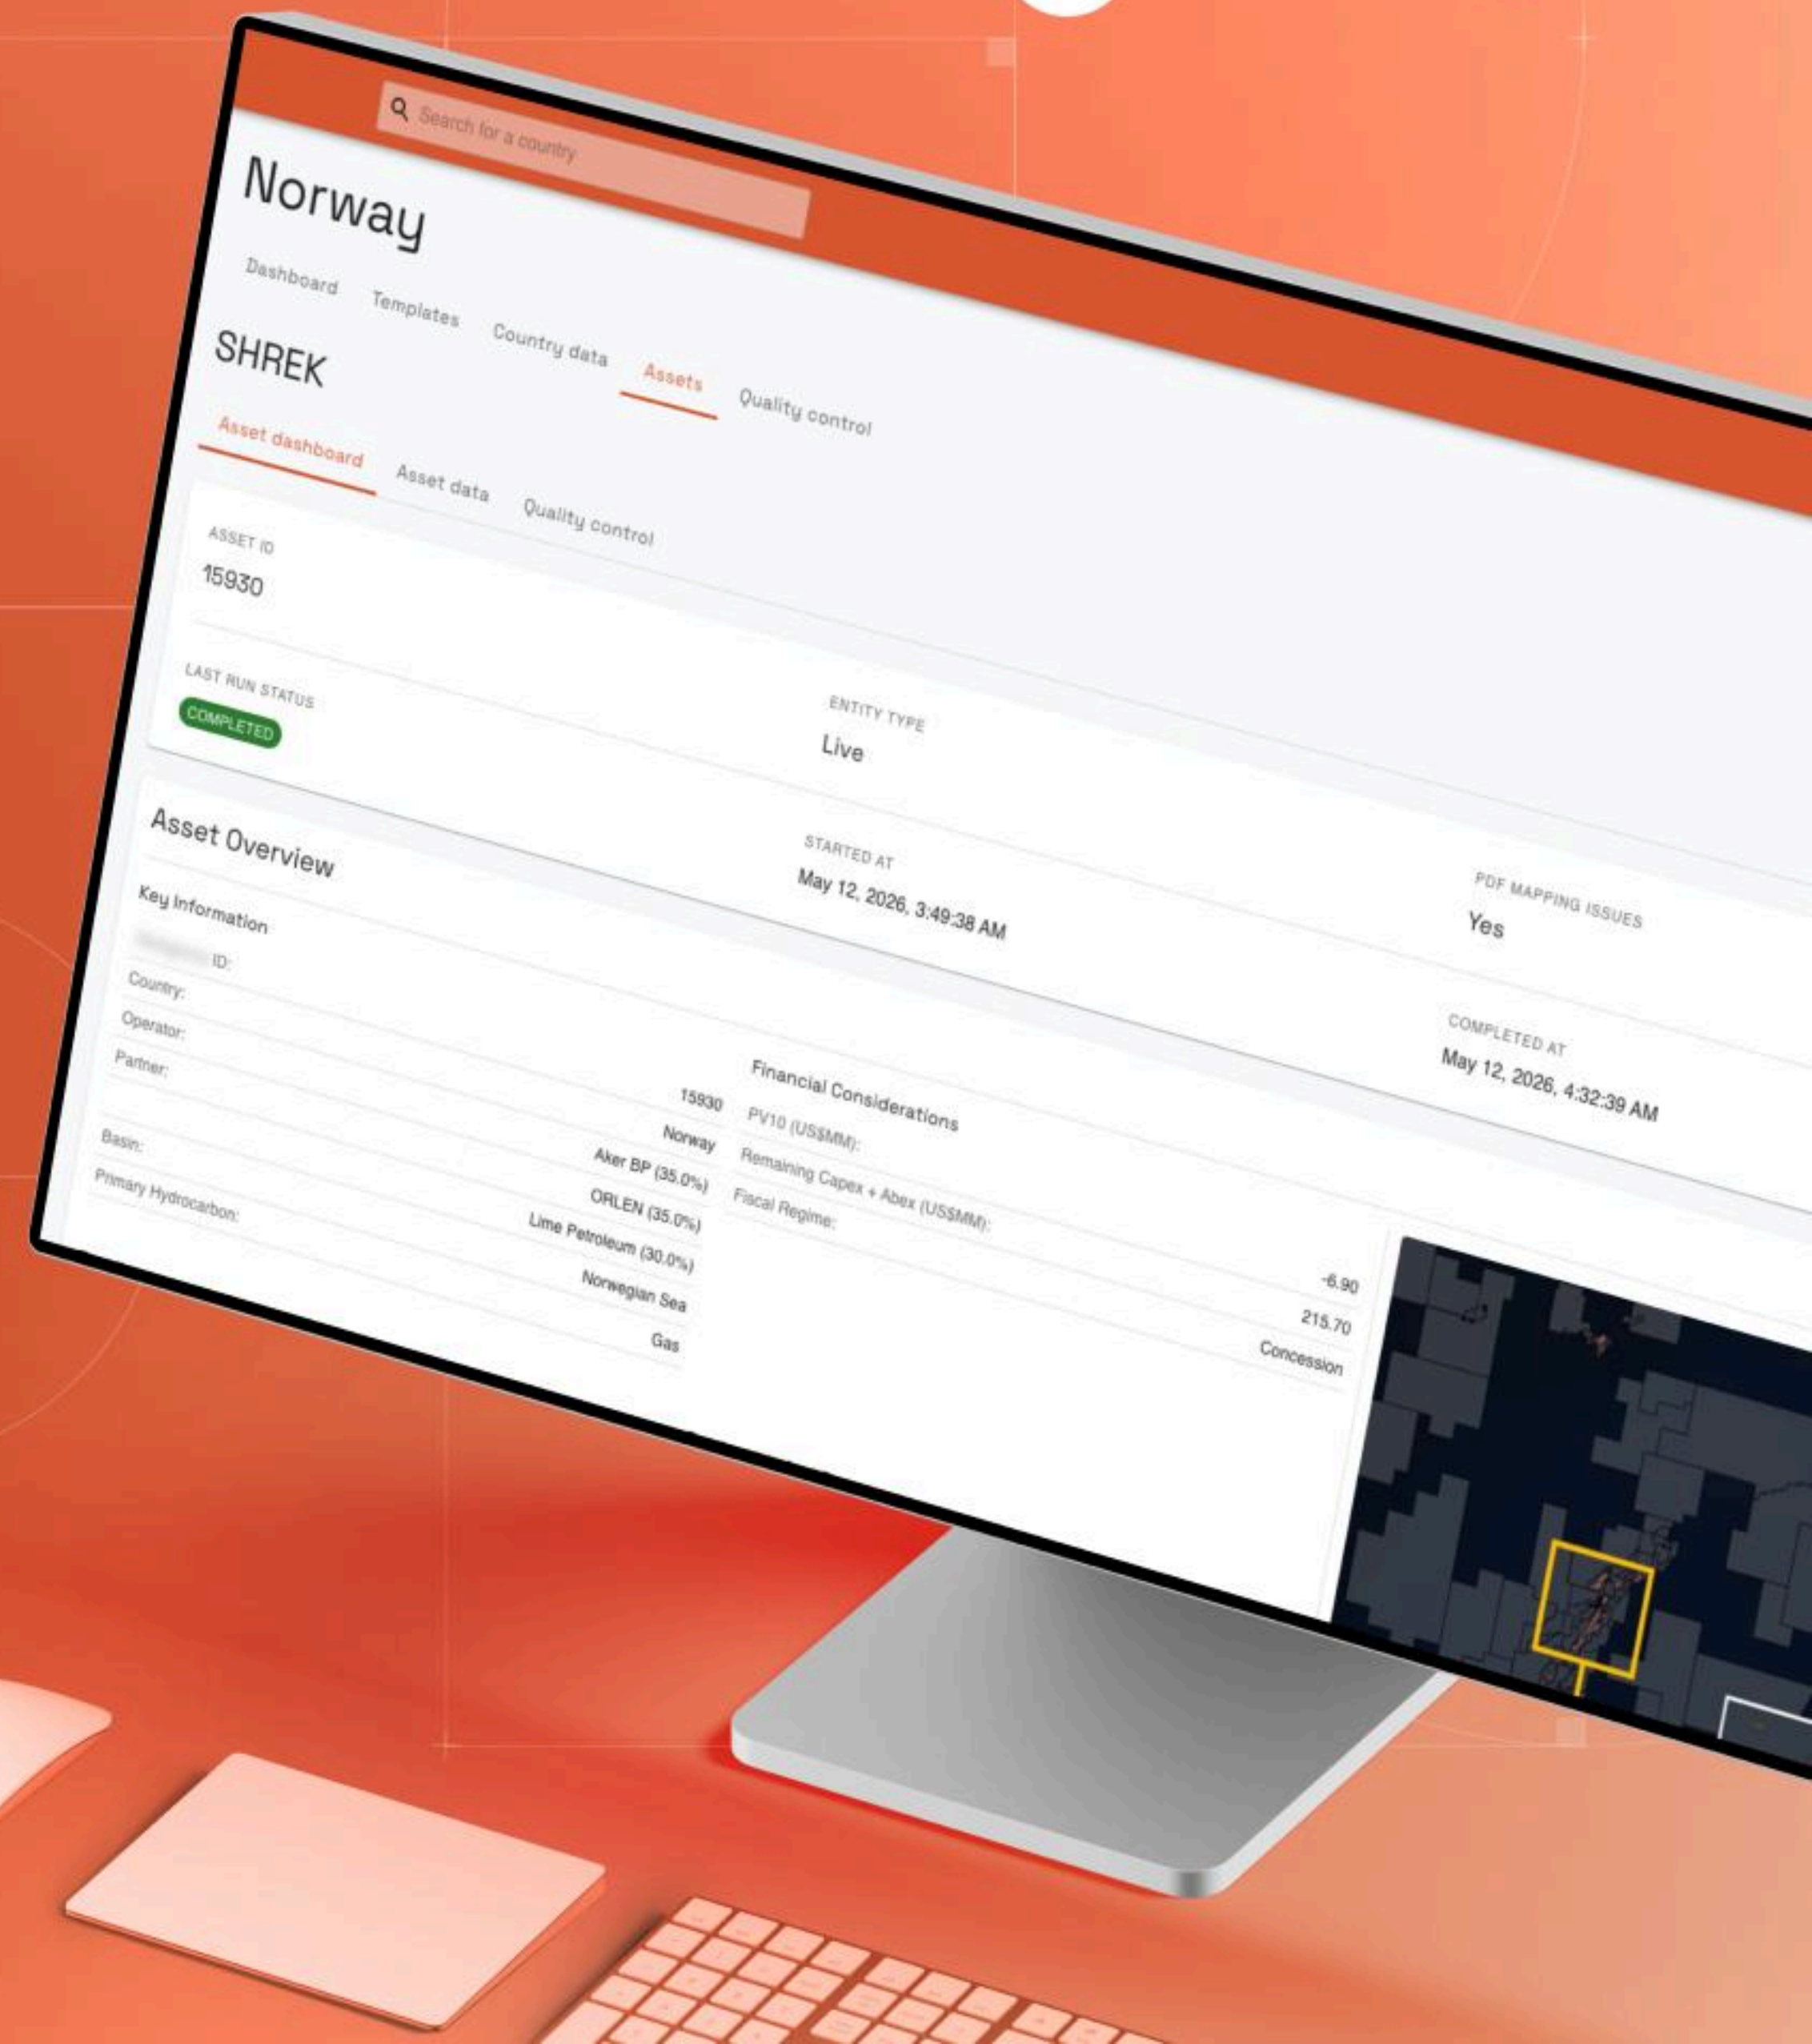 Search for a country
Norway
Dashboard Templates Country data Assets Quality control
SHREK
Asset dashboard Asset data Quality control
ASSET ID
15930
ENTITY TYPE
Live
PDF MAPPING ISSUES
Yes
LAST RUN STATUS
COMPLETED
STARTED AT
May 12, 2026, 3:49:38 AM
COMPLETED AT
May 12, 2026, 4:32:39 AM
Asset Overview
Key Information
ID: 15930
Country: Norway
Operator: Aker BP (35.0%)
Partner: ORLEN (35.0%)
Lime Petroleum (30.0%)
Basin: Norwegian Sea
Primary Hydrocarbon: Gas
Financial Considerations
PV10 (US$MM): -6.90
Remaining Capex + Abex (US$MM): 215.70
Fiscal Regime: Concession